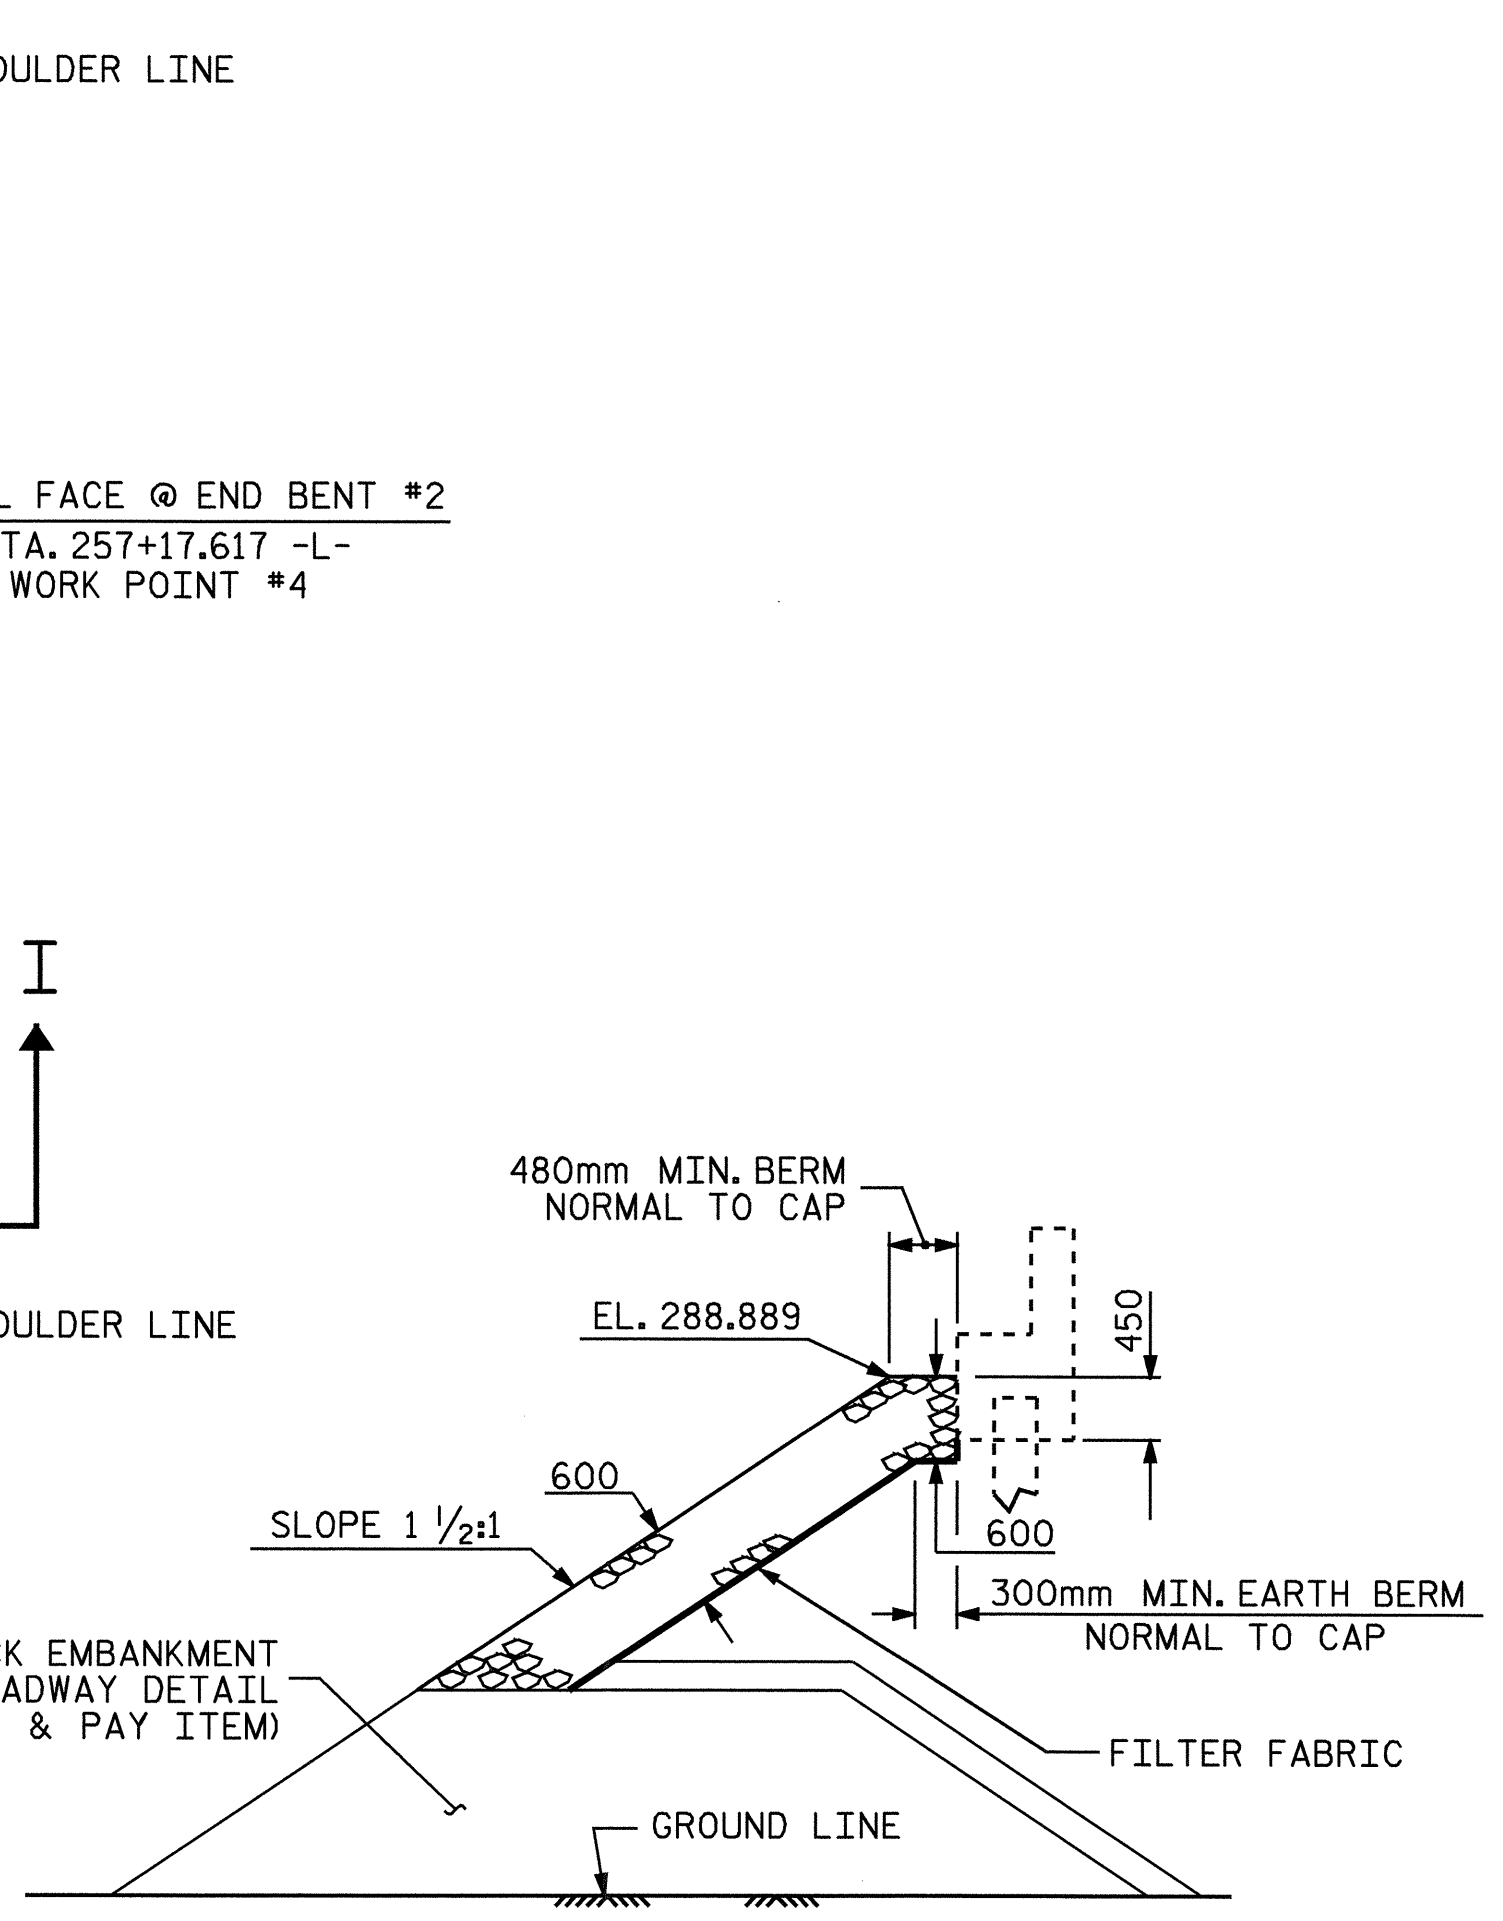 OULDER LINE
L FACE @ END BENT #2
TA. 257+17.617 -L-
WORK POINT #4
I
480mm MIN. BERM
NORMAL TO CAP
OULDER LINE
EL. 288.889
450
600
SLOPE 1 1/2:1
600
300mm MIN. EARTH BERM
NORMAL TO CAP
CK EMBANKMENT
ADWAY DETAIL
& PAY ITEM)
FILTER FABRIC
GROUND LINE